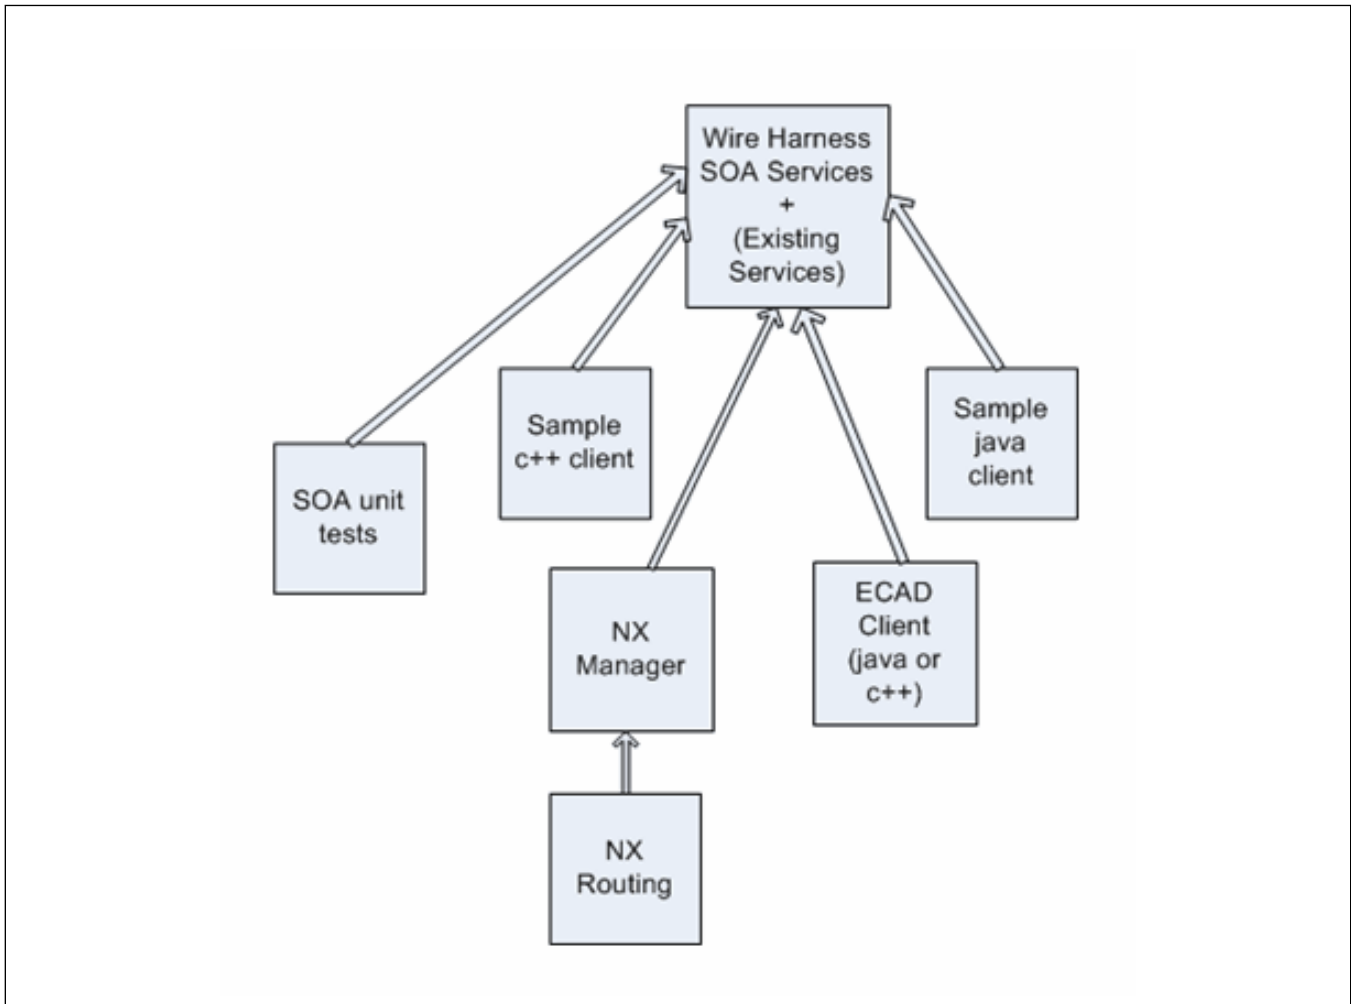 Wire Harness
SOA Services
+
(Existing
Services)
Sample
c++ client
Sample
java
client
SOA unit
tests
NX
Manager
ECAD
Client
(java or
c++)
NX
Routing